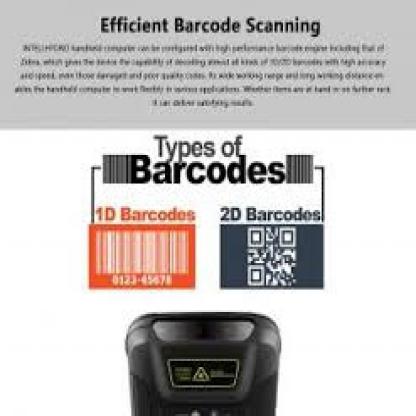 Efficient Barcode Scanning
handheld computer can be configured with high performance barcode engine including that of
Zebra, which gives the device the capability of decoding almost all kinds of 1D/2D barcodes with high accuracy
and speed, even those damaged and poor quality codes. Its wide working range and long working distance en-
ables the handheld computer to work flexibly in various applications. Whether items are at hand or on further rack
it can deliver satisfying results.
Types of
Barcodes
1D Barcodes
2D Barcodes
0123-45678